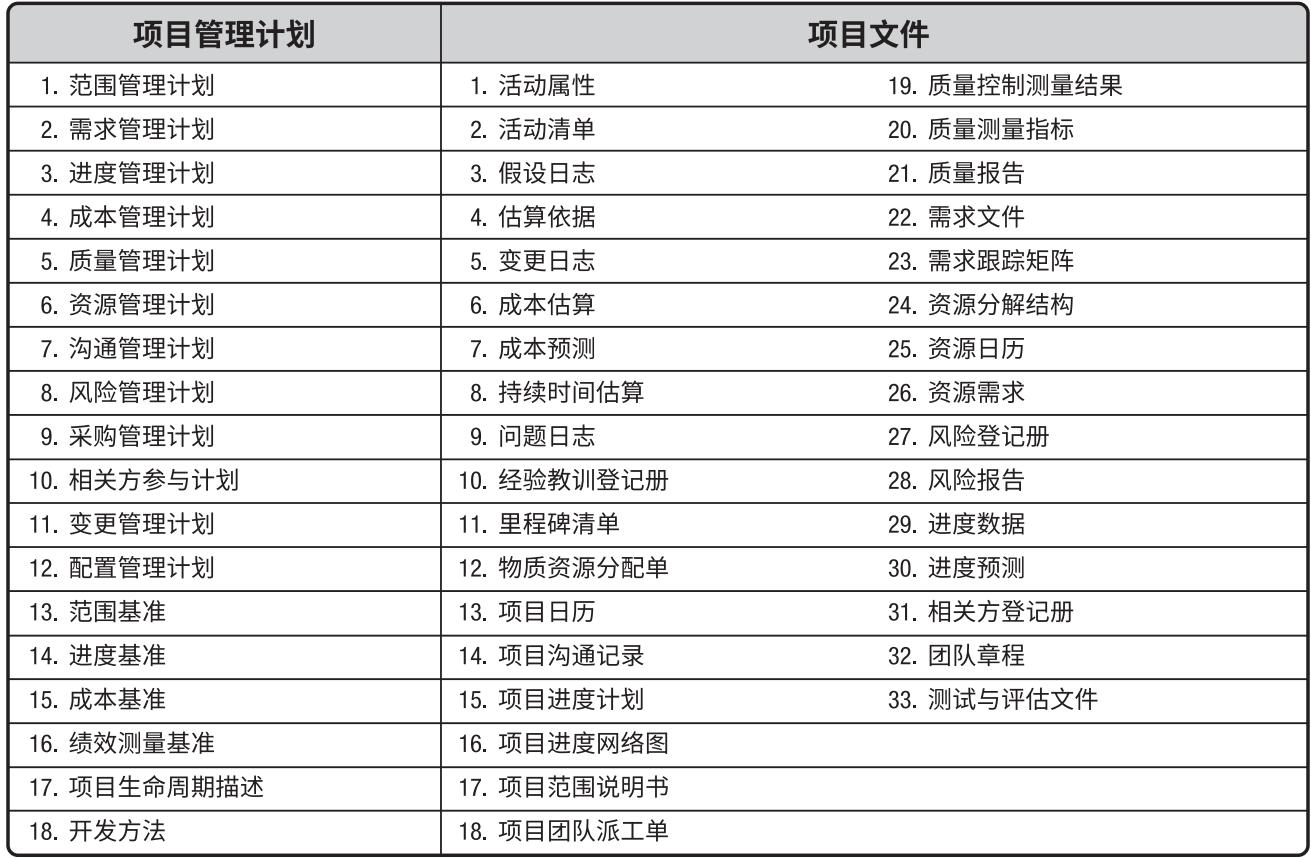 项目管理计划 项目文件
1. 范围管理计划 1. 活动属性 19. 质量控制测量结果
2. 需求管理计划 2. 活动清单 20. 质量测量指标
3. 进度管理计划 3. 假设日志 21. 质量报告
4. 成本管理计划 4. 估算依据 22. 需求文件
5. 质量管理计划 5. 变更日志 23. 需求跟踪矩阵
6. 资源管理计划 6. 成本估算 24. 资源分解结构
7. 沟通管理计划 7. 成本预测 25. 资源日历
8. 风险管理计划 8. 持续时间估算 26. 资源需求
9. 采购管理计划 9. 问题日志 27. 风险登记册
10. 相关方参与计划 10. 经验教训登记册 28. 风险报告
11. 变更管理计划 11. 里程碑清单 29. 进度数据
12. 配置管理计划 12. 物质资源分配单 30. 进度预测
13. 范围基准 13. 项目日历 31. 相关方登记册
14. 进度基准 14. 项目沟通记录 32. 团队章程
15. 成本基准 15. 项目进度计划 33. 测试与评估文件
16. 绩效测量基准 16. 项目进度网络图
17. 项目生命周期描述 17. 项目范围说明书
18. 开发方法 18. 项目团队派工单